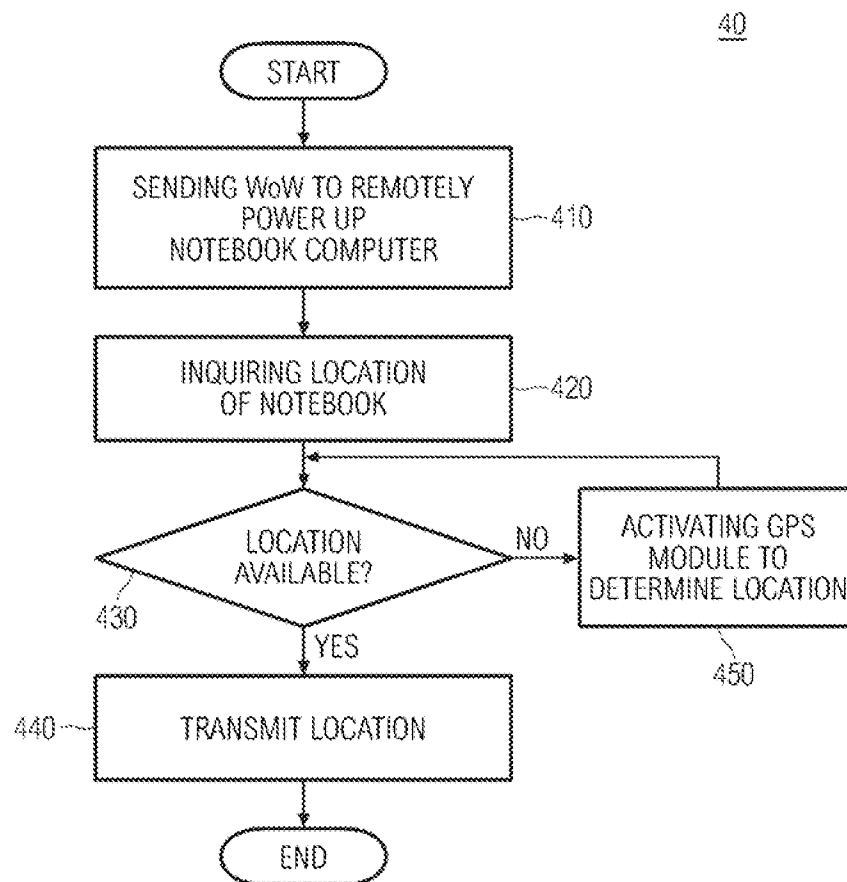 40
START
SENDING WoW TO REMOTELY
POWER UP
NOTEBOOK COMPUTER
410
INQUIRING LOCATION
OF NOTEBOOK
420
LOCATION
AVAILABLE?
430
NO
ACTIVATING GPS
MODULE TO
DETERMINE LOCATION
450
YES
440
TRANSMIT LOCATION
END